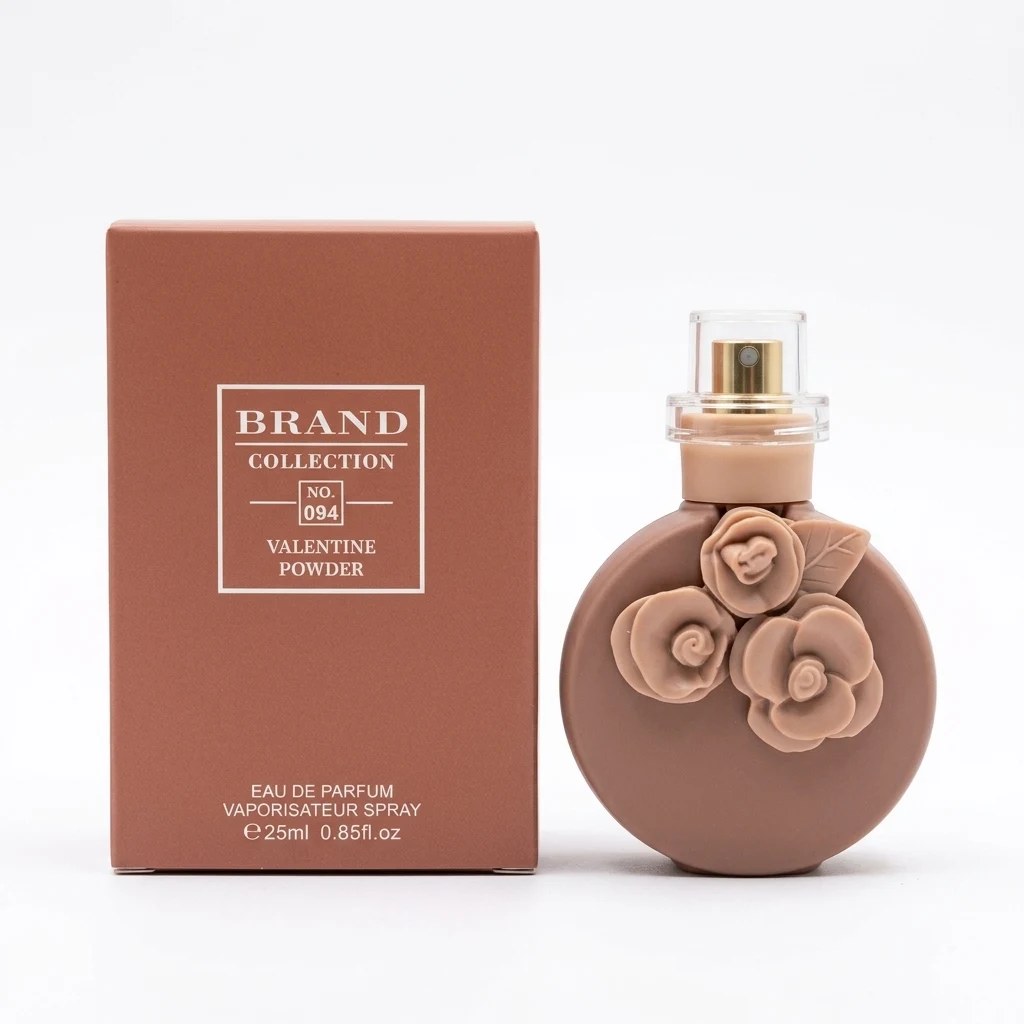 BRAND
COLLECTION
NO.
094
VALENTINE
POWDER
EAU DE PARFUM
VAPORISATEUR SPRAY
℮25ml 0.85fl.oz